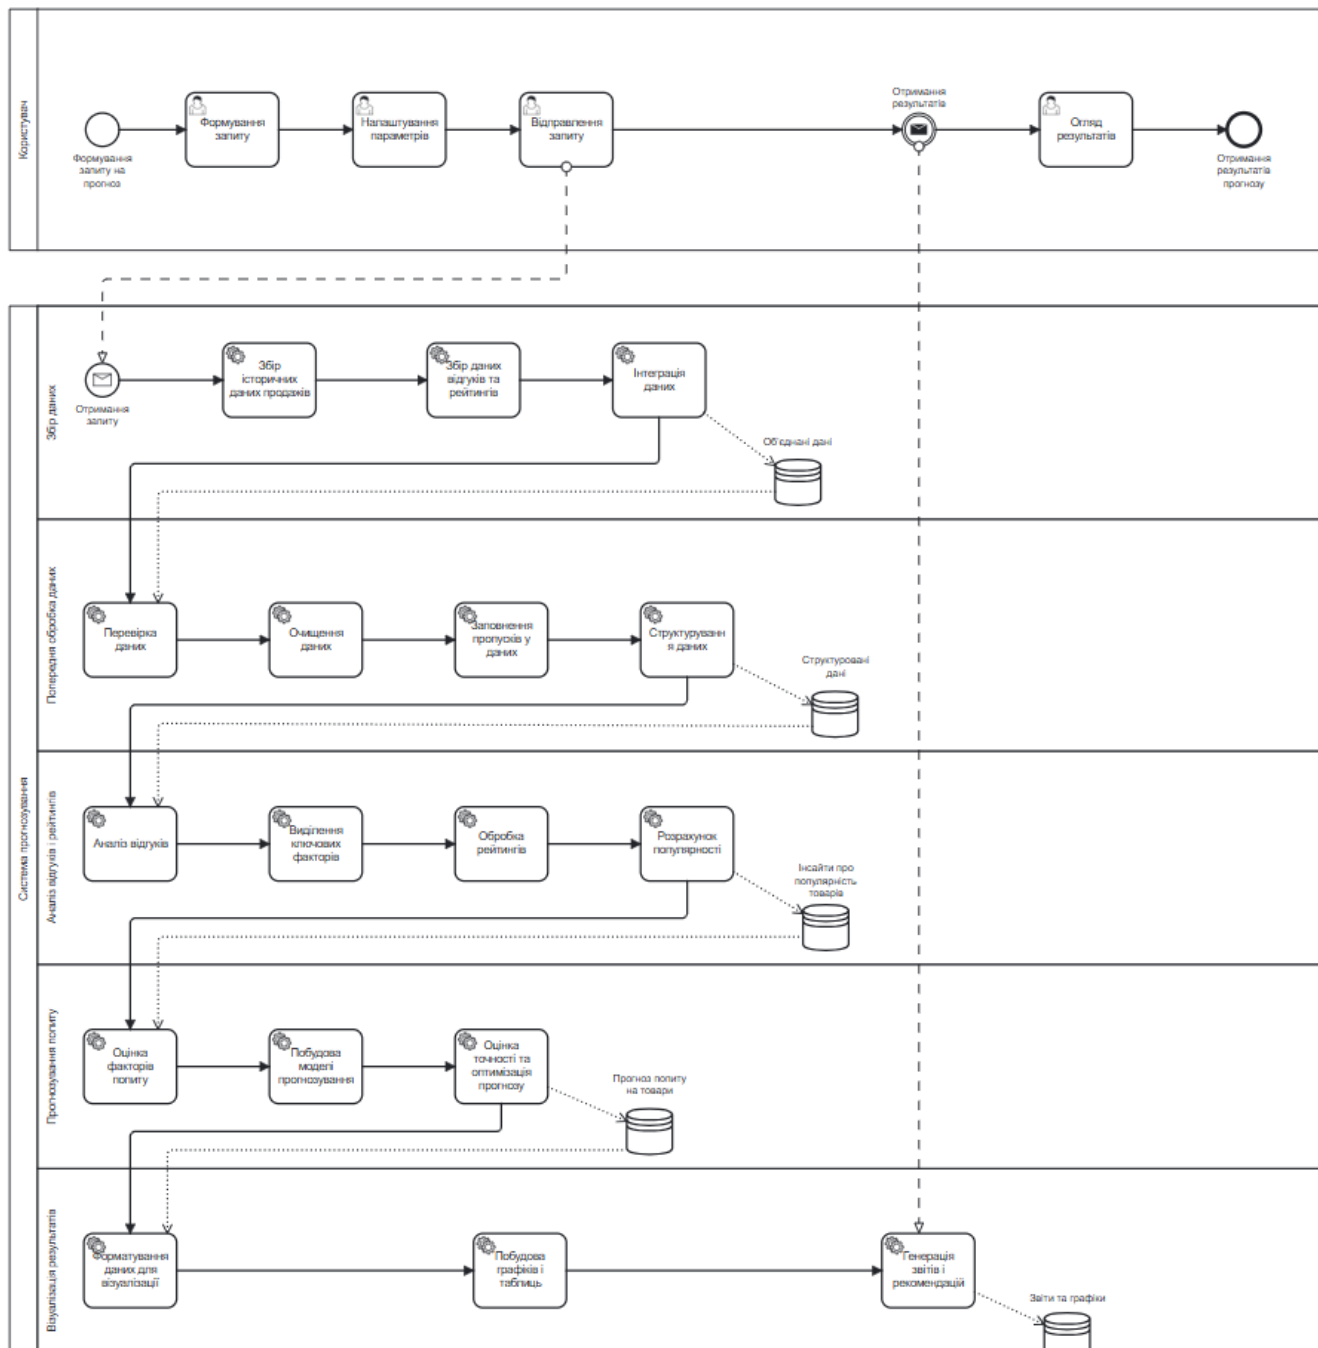 Користувач
Формування
запиту на
прогноз
Формування
запиту
Налаштування
параметрів
Відправлення
запиту
Отримання
результатів
Огляд
результатів
Отримання
результатів
прогнозу
Система прогнозування
Збір даних
Отримання
запиту
Збір
історичних
даних продажів
Збір даних
відгуків та
рейтингів
Інтеграція
даних
Об'єднані дані
Попередня обробка даних
Перевірка
даних
Очищення
даних
Заповнення
пропусків у
даних
Структуруванн
я даних
Структуровані
дані
Аналіз відгуків і рейтингів
Аналіз відгуків
Виділення
ключових
факторів
Обробка
рейтингів
Розрахунок
популярності
Інсайти про
популярність
товарів
Прогнозування попиту
Оцінка
факторів
попиту
Побудова
моделі
прогнозування
Оцінка
точності та
оптимізація
прогнозу
Прогноз попиту
на товари
Візуалізація результатів
Форматування
даних для
візуалізації
Побудова
графіків і
таблиць
Генерація
звітів і
рекомендацій
Звіти та графіки